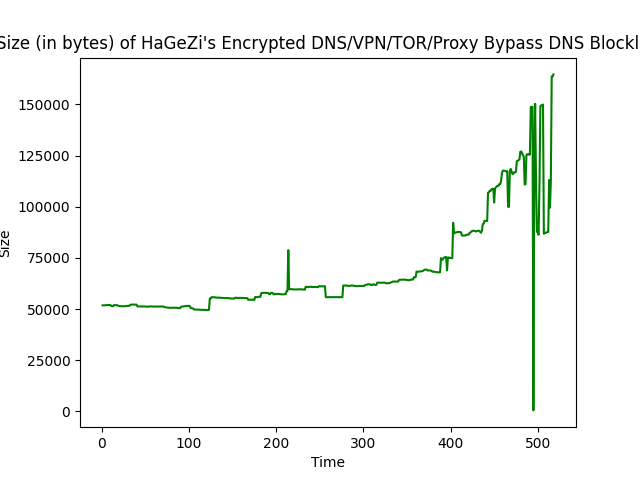 Size (in bytes) of HaGeZi's Encrypted DNS/VPN/TOR/Proxy Bypass DNS Blockl
150000
125000
100000
75000
50000
25000
0
Size
0 100 200 300 400 500
Time